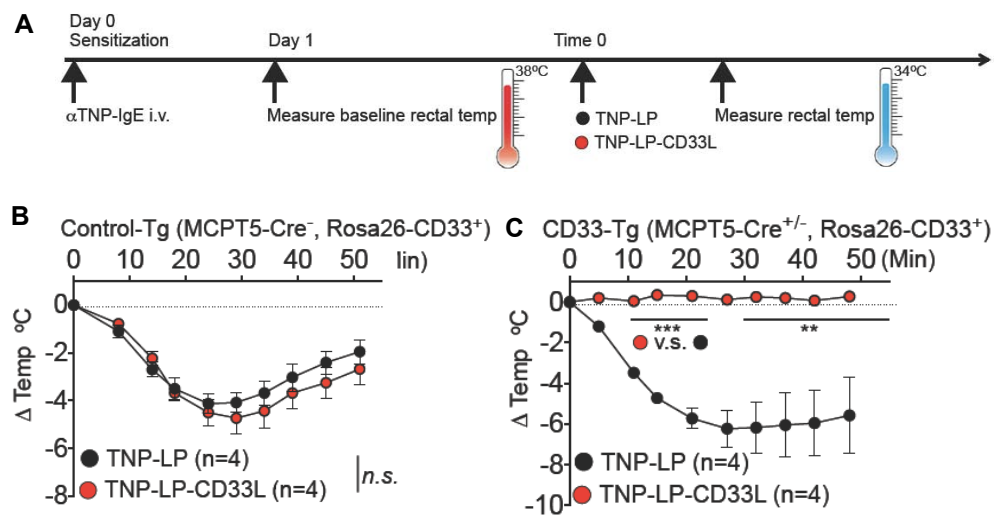 A
Day 0
Sensitization
Day 1
Time 0
38ºC
34ºC
αTNP-IgE i.v.
Measure baseline rectal temp
TNP-LP
TNP-LP-CD33L
Measure rectal temp
B
Control-Tg (MCPT5-Cre⁻, Rosa26-CD33⁺)
0 10 20 30 40 50 lin)
Δ Temp ºC
0
-2
-4
-6
-8
TNP-LP (n=4)
TNP-LP-CD33L (n=4)
n.s.
C
CD33-Tg (MCPT5-Cre⁺/⁻, Rosa26-CD33⁺)
0 10 20 30 40 50 (Min)
Δ Temp ºC
0
-2
-4
-6
-8
-10
*** **
v.s.
TNP-LP (n=4)
TNP-LP-CD33L (n=4)